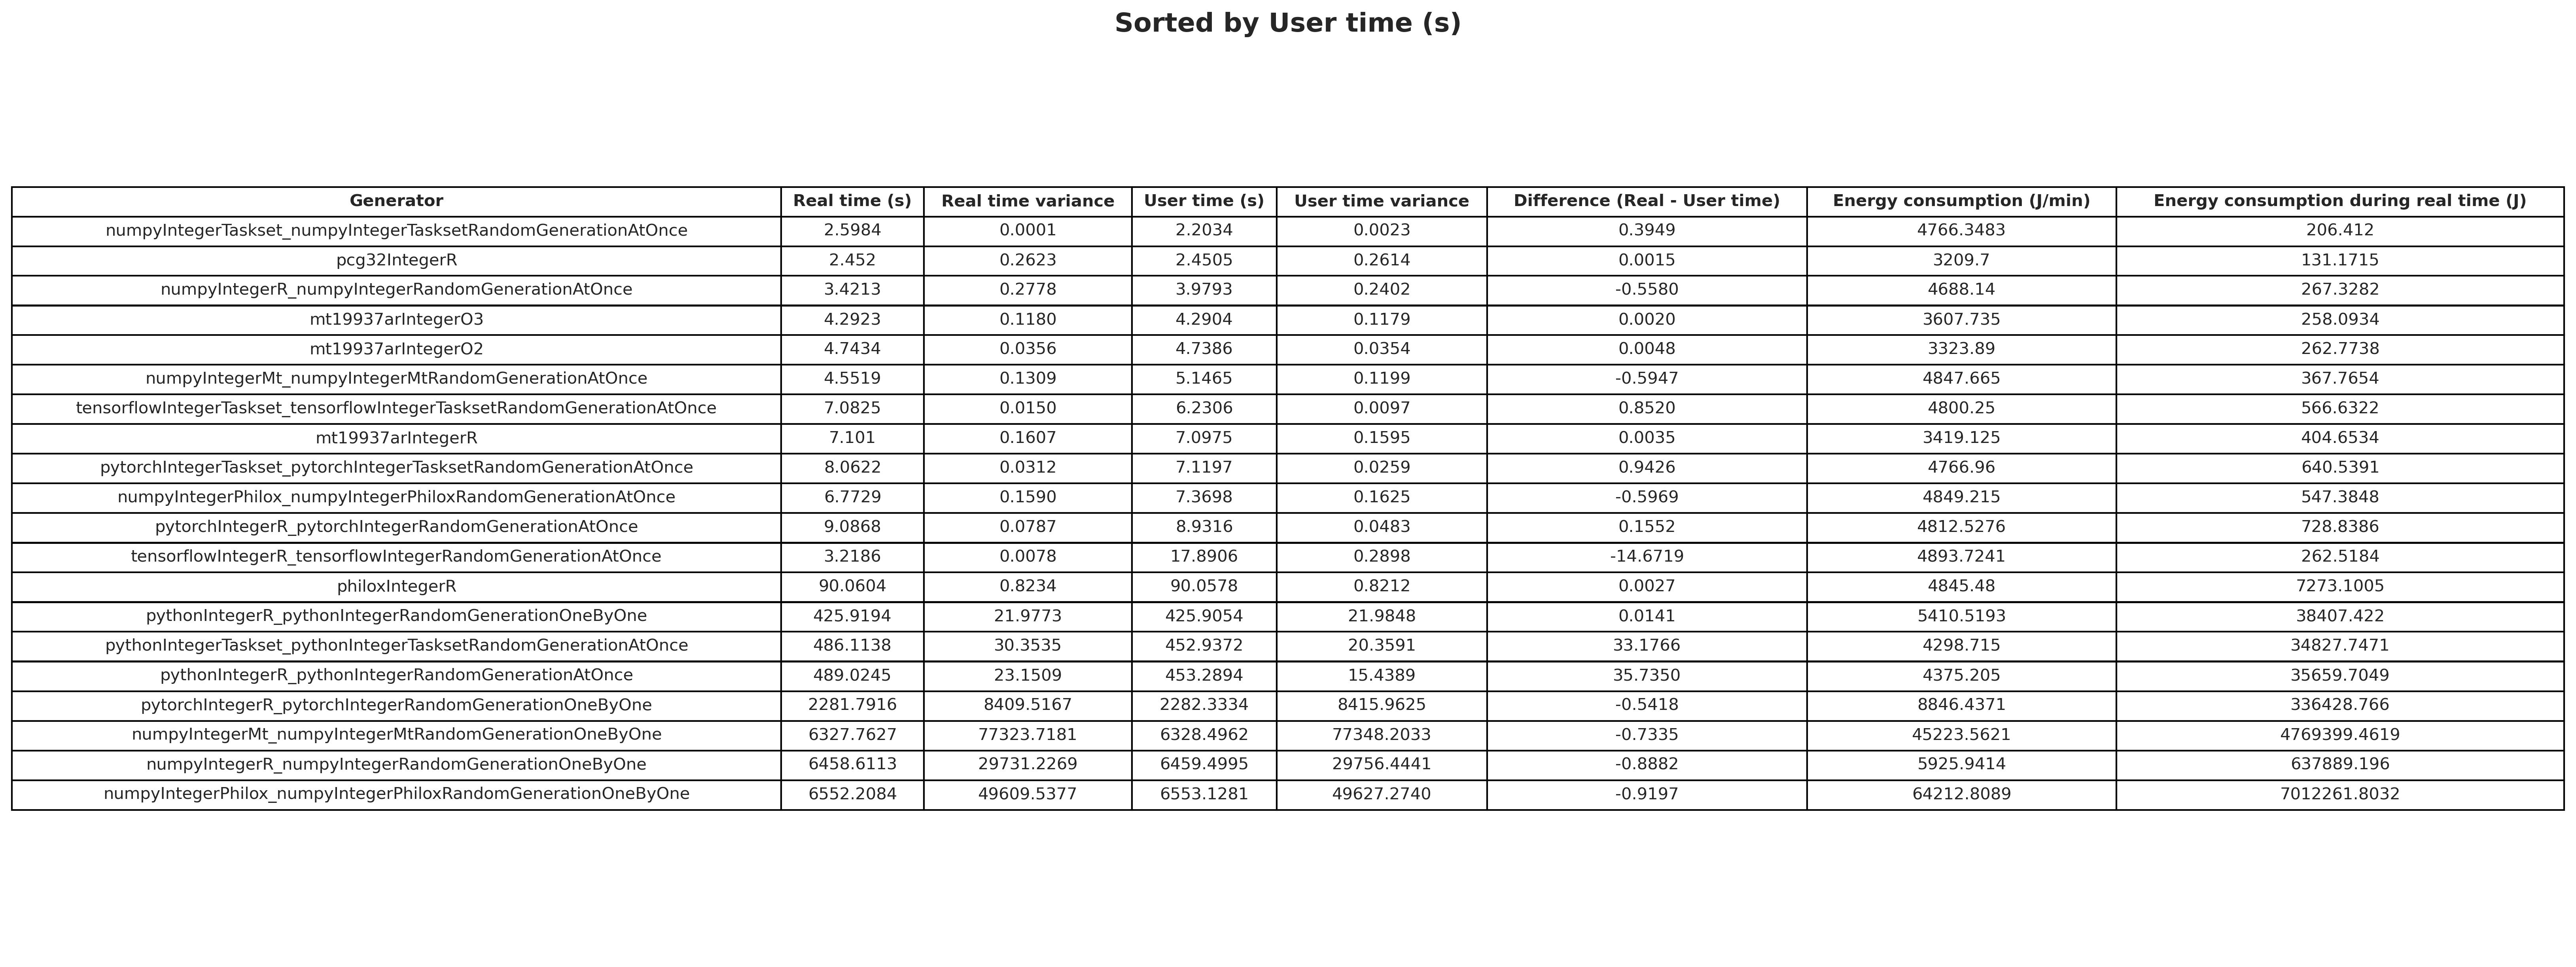 Sorted by User time (s)
Generator Real time (s) Real time variance User time (s) User time variance Difference (Real - User time) Energy consumption (J/min) Energy consumption during real time (J)
numpyIntegerTaskset_numpyIntegerTasksetRandomGenerationAtOnce 2.5984 0.0001 2.2034 0.0023 0.3949 4766.3483 206.412
pcg32IntegerR 2.452 0.2623 2.4505 0.2614 0.0015 3209.7 131.1715
numpyIntegerR_numpyIntegerRandomGenerationAtOnce 3.4213 0.2778 3.9793 0.2402 -0.5580 4688.14 267.3282
mt19937arIntegerO3 4.2923 0.1180 4.2904 0.1179 0.0020 3607.735 258.0934
mt19937arIntegerO2 4.7434 0.0356 4.7386 0.0354 0.0048 3323.89 262.7738
numpyIntegerMt_numpyIntegerMtRandomGenerationAtOnce 4.5519 0.1309 5.1465 0.1199 -0.5947 4847.665 367.7654
tensorflowIntegerTaskset_tensorflowIntegerTasksetRandomGenerationAtOnce 7.0825 0.0150 6.2306 0.0097 0.8520 4800.25 566.6322
mt19937arIntegerR 7.101 0.1607 7.0975 0.1595 0.0035 3419.125 404.6534
pytorchIntegerTaskset_pytorchIntegerTasksetRandomGenerationAtOnce 8.0622 0.0312 7.1197 0.0259 0.9426 4766.96 640.5391
numpyIntegerPhilox_numpyIntegerPhiloxRandomGenerationAtOnce 6.7729 0.1590 7.3698 0.1625 -0.5969 4849.215 547.3848
pytorchIntegerR_pytorchIntegerRandomGenerationAtOnce 9.0868 0.0787 8.9316 0.0483 0.1552 4812.5276 728.8386
tensorflowIntegerR_tensorflowIntegerRandomGenerationAtOnce 3.2186 0.0078 17.8906 0.2898 -14.6719 4893.7241 262.5184
philoxIntegerR 90.0604 0.8234 90.0578 0.8212 0.0027 4845.48 7273.1005
pythonIntegerR_pythonIntegerRandomGenerationOneByOne 425.9194 21.9773 425.9054 21.9848 0.0141 5410.5193 38407.422
pythonIntegerTaskset_pythonIntegerTasksetRandomGenerationAtOnce 486.1138 30.3535 452.9372 20.3591 33.1766 4298.715 34827.7471
pythonIntegerR_pythonIntegerRandomGenerationAtOnce 489.0245 23.1509 453.2894 15.4389 35.7350 4375.205 35659.7049
pytorchIntegerR_pytorchIntegerRandomGenerationOneByOne 2281.7916 8409.5167 2282.3334 8415.9625 -0.5418 8846.4371 336428.766
numpyIntegerMt_numpyIntegerMtRandomGenerationOneByOne 6327.7627 77323.7181 6328.4962 77348.2033 -0.7335 45223.5621 4769399.4619
numpyIntegerR_numpyIntegerRandomGenerationOneByOne 6458.6113 29731.2269 6459.4995 29756.4441 -0.8882 5925.9414 637889.196
numpyIntegerPhilox_numpyIntegerPhiloxRandomGenerationOneByOne 6552.2084 49609.5377 6553.1281 49627.2740 -0.9197 64212.8089 7012261.8032